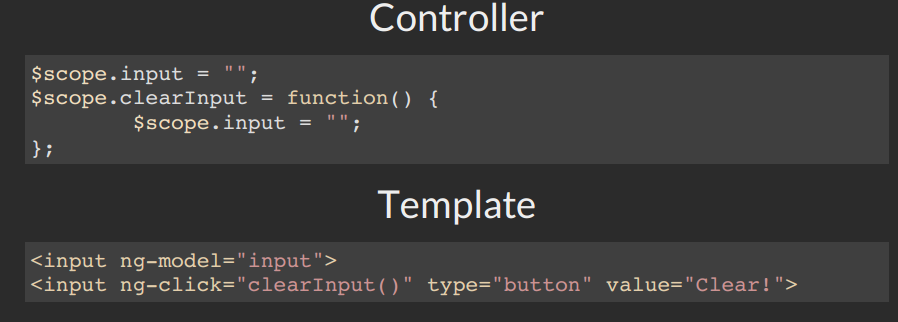 Controller
$scope.input = "";
$scope.clearInput = function() {
        $scope.input = "";
};
Template
<input ng-model="input">
<input ng-click="clearInput()" type="button" value="Clear!">